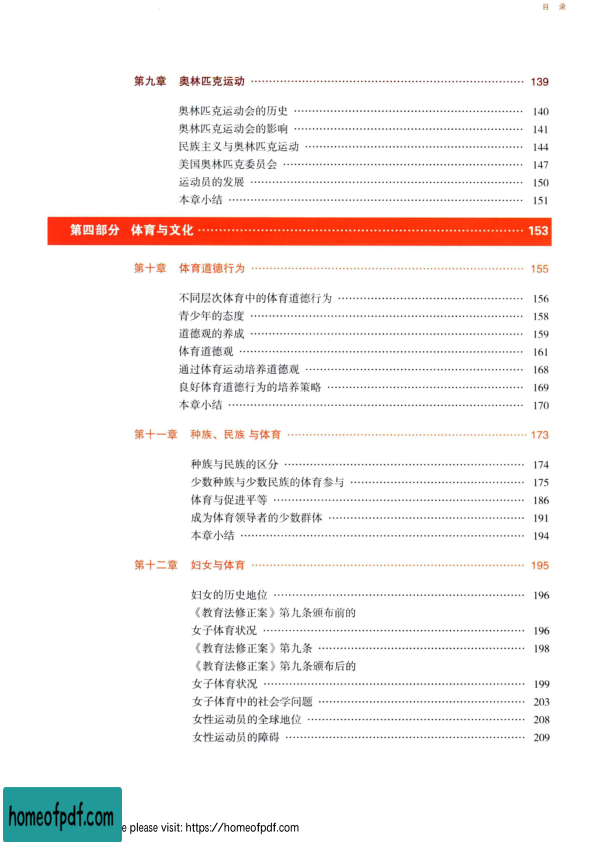 目 录
第九章 奥林匹克运动 139
奥林匹克运动会的历史 140
奥林匹克运动会的影响 141
民族主义与奥林匹克运动 144
美国奥林匹克委员会 147
运动员的发展 150
本章小结 151
第四部分 体育与文化 153
第十章 体育道德行为 155
不同层次体育中的体育道德行为 156
青少年的态度 158
道德观的养成 159
体育道德观 161
通过体育运动培养道德观 168
良好体育道德行为的培养策略 169
本章小结 170
第十一章 种族、民族 与体育 173
种族与民族的区分 174
少数种族与少数民族的体育参与 175
体育与促进平等 186
成为体育领导者的少数群体 191
本章小结 194
第十二章 妇女与体育 195
妇女的历史地位 196
《教育法修正案》第九条颁布前的
女子体育状况 196
《教育法修正案》第九条 198
《教育法修正案》第九条颁布后的
女子体育状况 199
女子体育中的社会学问题 203
女性运动员的全球地位 208
女性运动员的障碍 209
homeofpdf.com
e please visit: https://homeofpdf.com